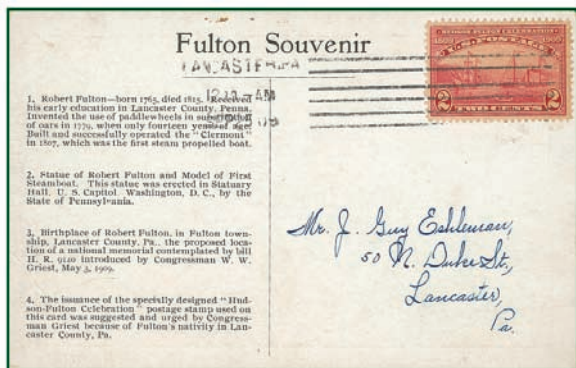 Fulton Souvenir
HUDSON-FULTON CELEBRATION
1809 1909
U.S. POSTAGE
2 2
TWO CENTS
LANCASTER, PA
12 -AM
1. Robert Fulton—born 1765, died 1815. Received
his early education in Lancaster County, Penna.
Invented the use of paddlewheels in substitution
of oars in 1779, when only fourteen years of age.
Built and successfully operated the "Clermont"
in 1807, which was the first steam propelled boat.
2. Statue of Robert Fulton and Model of First
Steamboat. This statue was erected in Statuary
Hall, U. S. Capitol, Washington, D. C., by the
State of Pennsylvania.
3. Birthplace of Robert Fulton, in Fulton town-
ship, Lancaster County, Pa., the proposed loca-
tion of a national memorial contemplated by bill
H. R. 9120 introduced by Congressman W. W.
Griest, May 3, 1909.
4. The issuance of the specially designed "Hud-
son-Fulton Celebration" postage stamp used on
this card was suggested and urged by Congress-
man Griest because of Fulton's nativity in Lan-
caster County, Pa.
Mr. J. Guy Eshleman,
50 N. Duke St.,
Lancaster,
Pa.